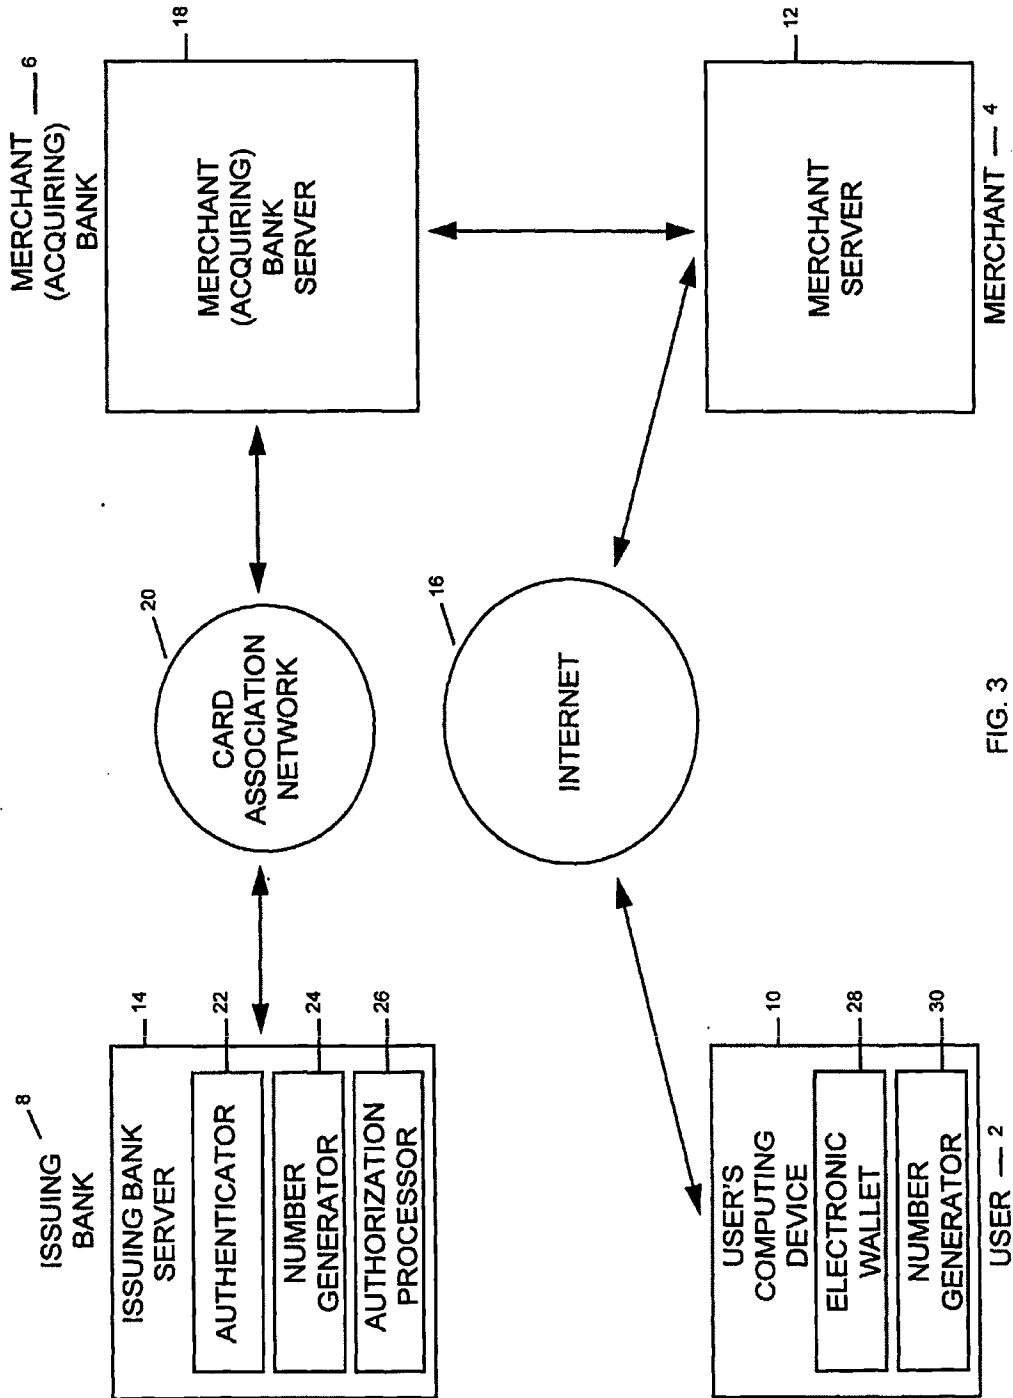 ISSUING
BANK
8
ISSUING BANK
SERVER
14
AUTHENTICATOR
22
NUMBER
GENERATOR
24
AUTHORIZATION
PROCESSOR
26
CARD
ASSOCIATION
NETWORK
20
MERCHANT
(ACQUIRING)
BANK
6
MERCHANT
(ACQUIRING)
BANK
SERVER
18
INTERNET
16
USER'S
COMPUTING
DEVICE
10
ELECTRONIC
WALLET
28
NUMBER
GENERATOR
30
USER
2
MERCHANT
SERVER
12
MERCHANT
4
FIG. 3